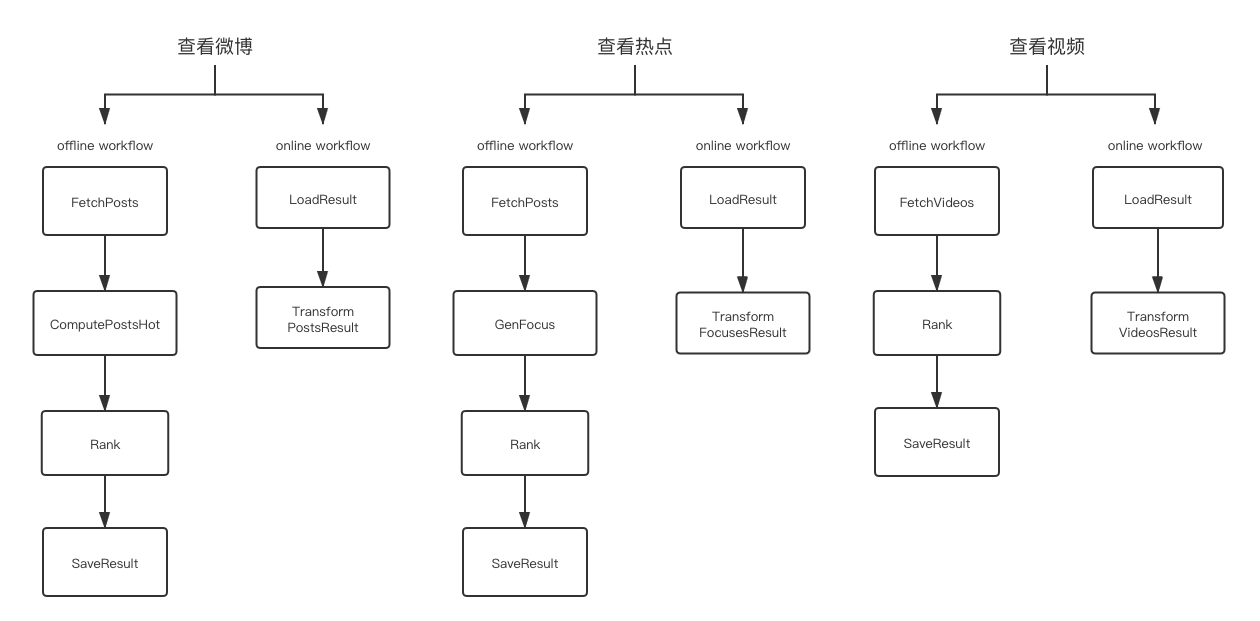 查看微博
offline workflow
FetchPosts
ComputePostsHot
Rank
SaveResult
online workflow
LoadResult
Transform
PostsResult
查看热点
offline workflow
FetchPosts
GenFocus
Rank
SaveResult
online workflow
LoadResult
Transform
FocusesResult
查看视频
offline workflow
FetchVideos
Rank
SaveResult
online workflow
LoadResult
Transform
VideosResult